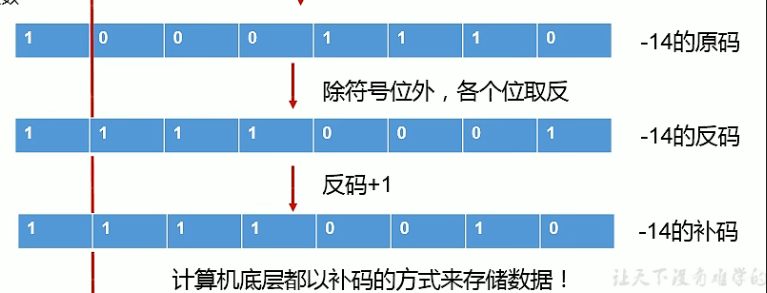 1 0 0 0 1 1 1 0 -14的原码
除符号位外，各个位取反
1 1 1 1 0 0 0 1 -14的反码
反码+1
1 1 1 1 0 0 1 0 -14的补码
计算机底层都以补码的方式来存储数据！
让天下没有难学的